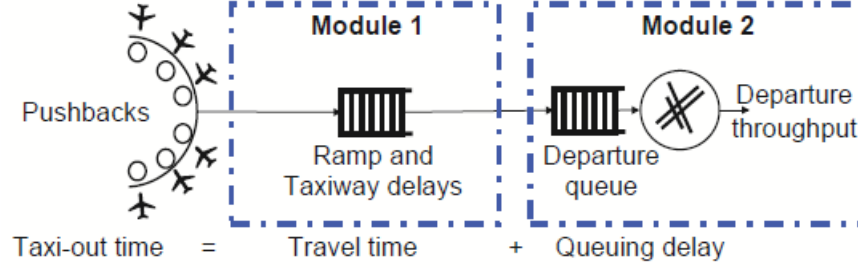 Module 1
Module 2
Pushbacks
Ramp and
Taxiway delays
Departure
queue
Departure
throughput
Taxi-out time = Travel time + Queuing delay